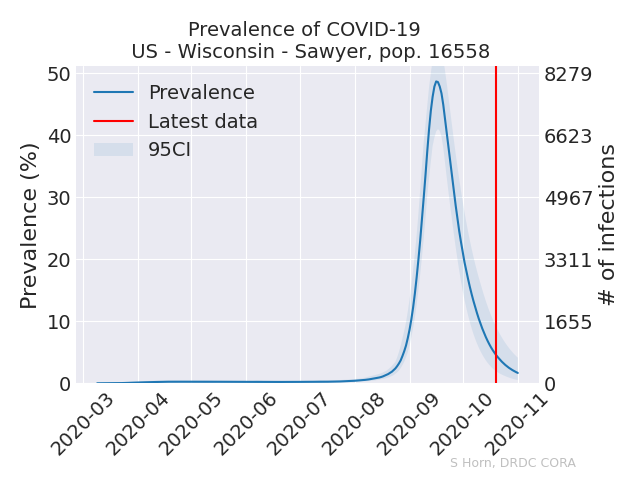 Prevalence of COVID-19
US - Wisconsin - Sawyer, pop. 16558
Prevalence
Latest data
95CI
Prevalence (%)
50
40
30
20
10
0
8279
6623
4967
3311
1655
0
# of infections
2020-03
2020-04
2020-05
2020-06
2020-07
2020-08
2020-09
2020-10
2020-11
S Horn, DRDC CORA